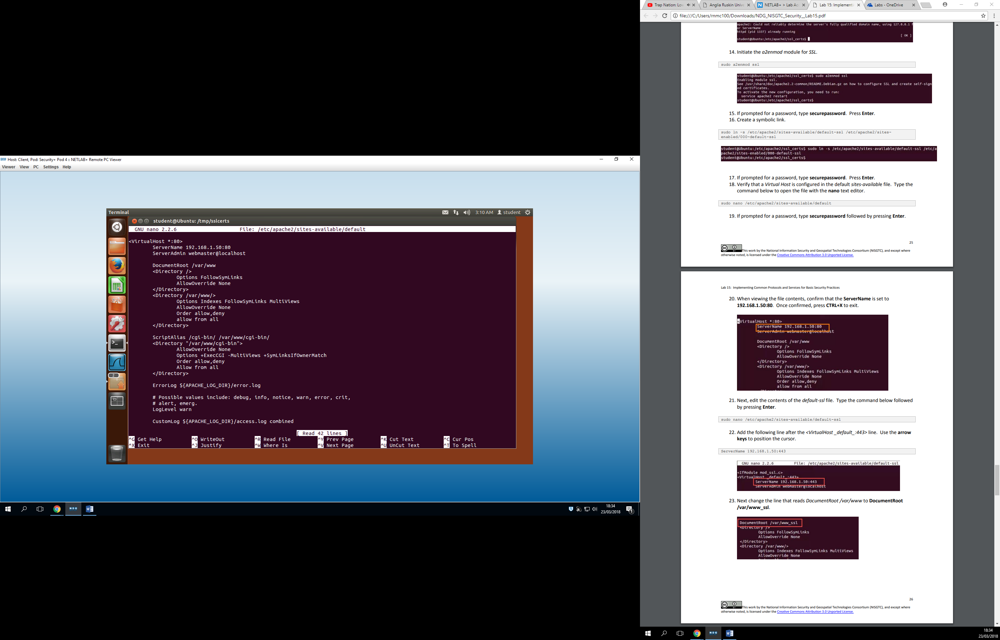 Host: Client, Pod: Security+ Pod 4 :: NETLAB+ Remote PC Viewer
Viewer View PC Settings Help
Terminal
3:10 AM student
student@Ubuntu: /tmp/sslcerts
GNU nano 2.2.6 File: /etc/apache2/sites-available/default
<VirtualHost *:80>
ServerName 192.168.1.50:80
ServerAdmin webmaster@localhost
DocumentRoot /var/www
<Directory />
Options FollowSymLinks
AllowOverride None
</Directory>
<Directory /var/www/>
Options Indexes FollowSymLinks MultiViews
AllowOverride None
Order allow,deny
allow from all
</Directory>
ScriptAlias /cgi-bin/ /var/www/cgi-bin/
<Directory "/var/www/cgi-bin">
AllowOverride None
Options +ExecCGI -MultiViews +SymLinksIfOwnerMatch
Order allow,deny
Allow from all
</Directory>
ErrorLog ${APACHE_LOG_DIR}/error.log
# Possible values include: debug, info, notice, warn, error, crit,
# alert, emerg.
LogLevel warn
CustomLog ${APACHE_LOG_DIR}/access.log combined
[ Read 42 lines ]
^G Get Help ^O WriteOut ^R Read File ^Y Prev Page ^K Cut Text ^C Cur Pos
^X Exit ^J Justify ^W Where Is ^V Next Page ^U UnCut Text ^T To Spell
2
NDG
18:34
23/03/2018
1
Trap Nation: Lo Anglia Ruskin Unive NETLAB+ > Lab Acc Lab 15: Implementin Labs - OneDrive
file:///C:/Users/rnmc100/Downloads/NDG_NISGTC_Security__Lab15.pdf
apache2: Could not reliably determine the server's fully qualified domain name, using 127.0.0.1 f
or ServerName
httpd (pid 1337) already running
[ OK ]
student@Ubuntu:/etc/apache2/ssl_certs$
14. Initiate the a2enmod module for SSL.
sudo a2enmod ssl
student@Ubuntu:/etc/apache2/ssl_certs$ sudo a2enmod ssl
Enabling module ssl.
See /usr/share/doc/apache2.2-common/README.Debian.gz on how to configure SSL and create self-sign
ed certificates.
To activate the new configuration, you need to run:
service apache2 restart
student@Ubuntu:/etc/apache2/ssl_certs$
15. If prompted for a password, type securepassword. Press Enter.
16. Create a symbolic link.
sudo ln -s /etc/apache2/sites-available/default-ssl /etc/apache2/sites-
enabled/000-default-ssl
student@Ubuntu:/etc/apache2/ssl_certs$ sudo ln -s /etc/apache2/sites-available/default-ssl /etc/a
pache2/sites-enabled/000-default-ssl
student@Ubuntu:/etc/apache2/ssl_certs$
17. If prompted for a password, type securepassword. Press Enter.
18. Verify that a Virtual Host is configured in the default sites-available file. Type the
command below to open the file with the nano text editor.
sudo nano /etc/apache2/sites-available/default
19. If prompted for a password, type securepassword followed by pressing Enter.
25
This work by the National Information Security and Geospatial Technologies Consortium (NISGTC), and except where
otherwise noted, is licensed under the Creative Commons Attribution 3.0 Unported License.
Lab 15: Implementing Common Protocols and Services for Basic Security Practices
20. When viewing the file contents, confirm that the ServerName is set to
192.168.1.50:80. Once confirmed, press CTRL+X to exit.
<VirtualHost *:80>
ServerName 192.168.1.50:80
ServerAdmin webmaster@localhost
DocumentRoot /var/www
<Directory />
Options FollowSymLinks
AllowOverride None
</Directory>
<Directory /var/www/>
Options Indexes FollowSymLinks MultiViews
AllowOverride None
Order allow,deny
allow from all
21. Next, edit the contents of the default-ssl file. Type the command below followed
by pressing Enter.
sudo nano /etc/apache2/sites-available/default-ssl
22. Add the following line after the <VirtualHost _default_:443> line. Use the arrow
keys to position the cursor.
ServerName 192.168.1.50:443
GNU nano 2.2.6 File: /etc/apache2/sites-available/default-ssl
<IfModule mod_ssl.c>
<VirtualHost _default_:443>
ServerName 192.168.1.50:443
ServerAdmin webmaster@localhost
23. Next change the line that reads DocumentRoot /var/www to DocumentRoot
/var/www_ssl.
DocumentRoot /var/www_ssl
<Directory />
Options FollowSymLinks
AllowOverride None
</Directory>
<Directory /var/www/>
Options Indexes FollowSymLinks MultiViews
AllowOverride None
26
This work by the National Information Security and Geospatial Technologies Consortium (NISGTC), and except where
otherwise noted, is licensed under the Creative Commons Attribution 3.0 Unported License.
NDG
18:34
23/03/2018